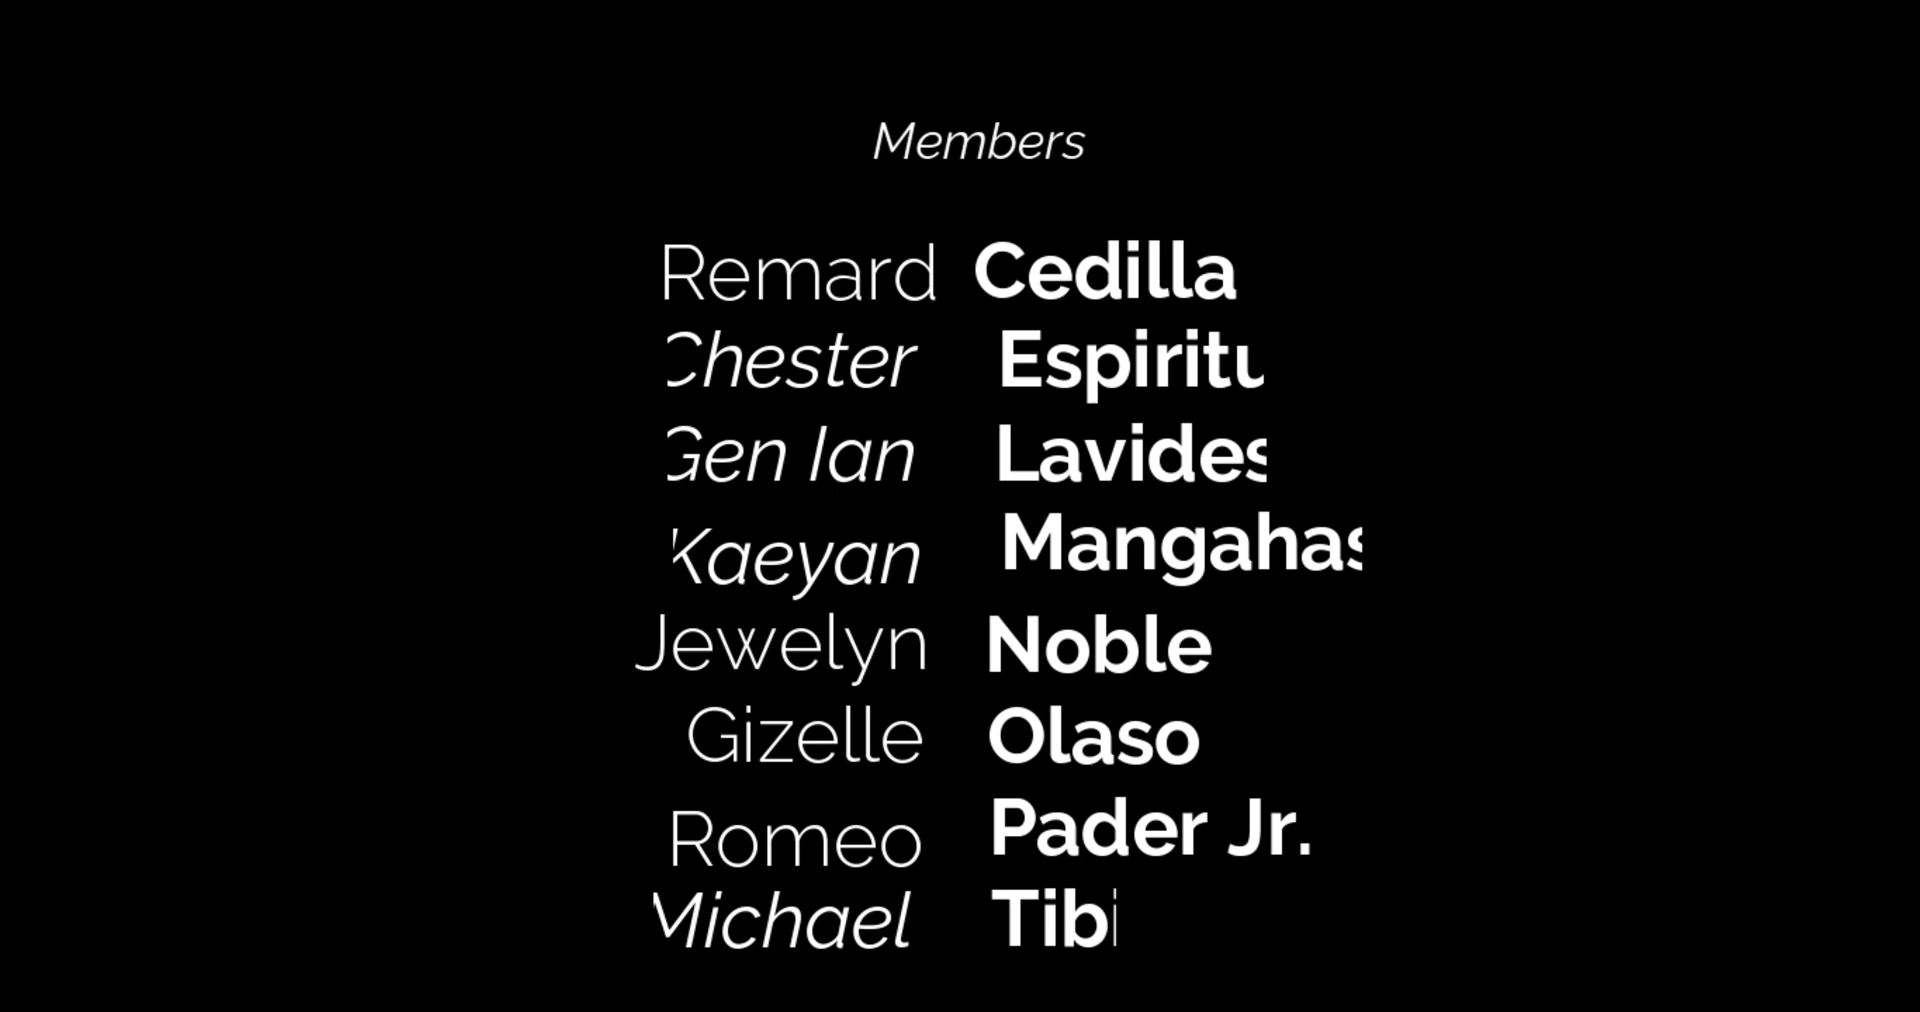 Members
Remard Cedilla
Chester Espiritu
Gen Ian Lavides
Kaeyan Mangahas
Jewelyn Noble
Gizelle Olaso
Romeo Pader Jr.
Michael Tibi